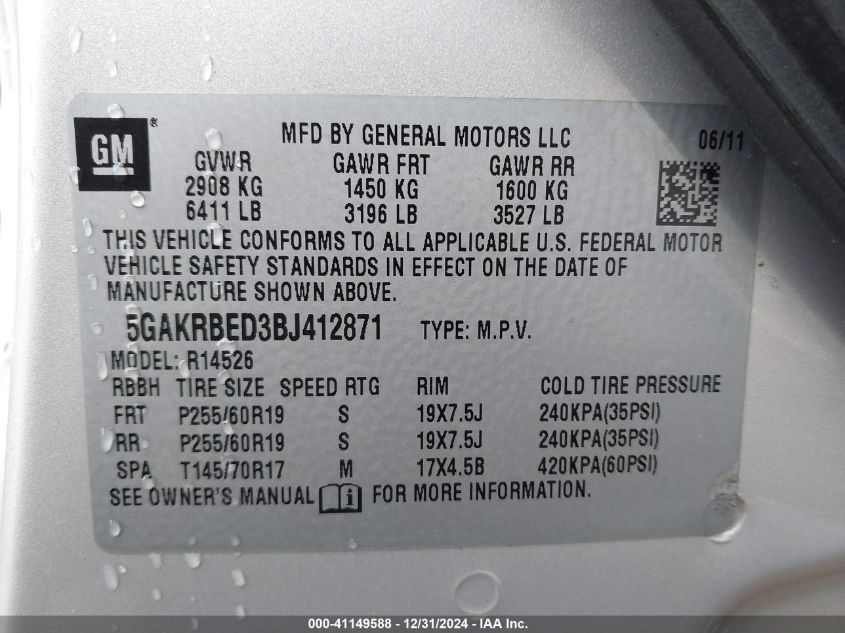 GM® MFD BY GENERAL MOTORS LLC 06/11
GVWR GAWR FRT GAWR RR
2908 KG 1450 KG 1600 KG
6411 LB 3196 LB 3527 LB
THIS VEHICLE CONFORMS TO ALL APPLICABLE U.S. FEDERAL MOTOR
VEHICLE SAFETY STANDARDS IN EFFECT ON THE DATE OF
MANUFACTURE SHOWN ABOVE.
5GAKRBED3BJ412871 TYPE: M.P.V.
MODEL: R14526
RBBH TIRE SIZE SPEED RTG RIM COLD TIRE PRESSURE
FRT P255/60R19 S 19X7.5J 240KPA(35PSI)
RR P255/60R19 S 19X7.5J 240KPA(35PSI)
SPA T145/70R17 M 17X4.5B 420KPA(60PSI)
SEE OWNER'S MANUAL i FOR MORE INFORMATION.
000-41149588 - 12/31/2024 - IAA Inc.